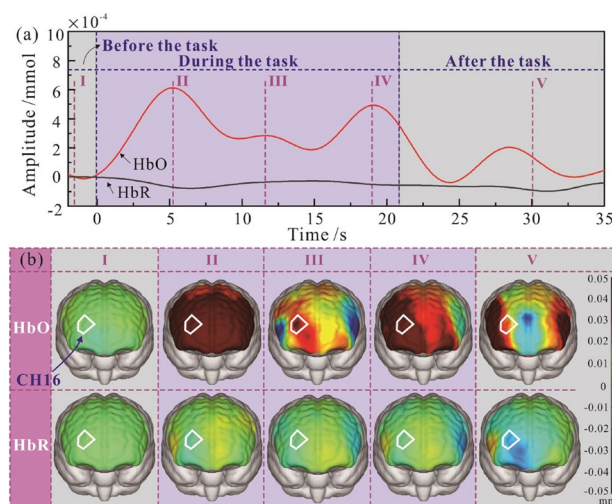 (a)
×10⁻⁴
8
6
4
2
0
-2
Amplitude /mmol
Before the task
During the task
After the task
I
II
III
IV
V
HbO
HbR
0
5
10
15
20
25
30
35
Time /s
(b)
I
II
III
IV
V
HbO
CH16
HbR
0.05
0.04
0.03
0.02
0.01
0
-0.01
-0.02
-0.03
-0.04
-0.05